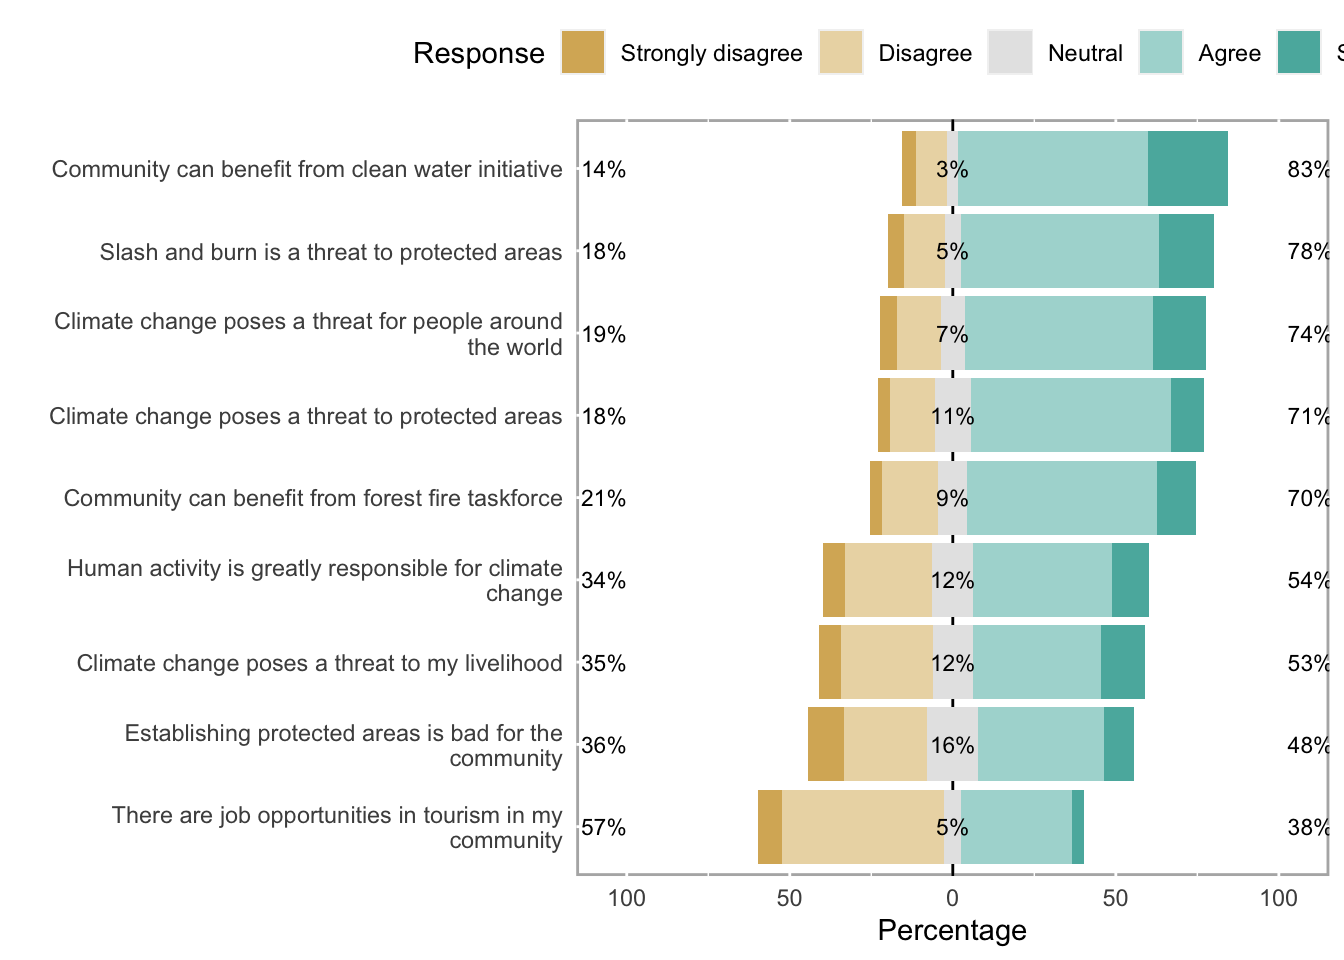 Response Strongly disagree Disagree Neutral Agree S
Community can benefit from clean water initiative 14% 3% 83%
Slash and burn is a threat to protected areas 18% 5% 78%
Climate change poses a threat for people around
the world 19% 7% 74%
Climate change poses a threat to protected areas 18% 11% 71%
Community can benefit from forest fire taskforce 21% 9% 70%
Human activity is greatly responsible for climate
change 34% 12% 54%
Climate change poses a threat to my livelihood 35% 12% 53%
Establishing protected areas is bad for the
community 36% 16% 48%
There are job opportunities in tourism in my
community 57% 5% 38%
100 50 0 50 100
Percentage